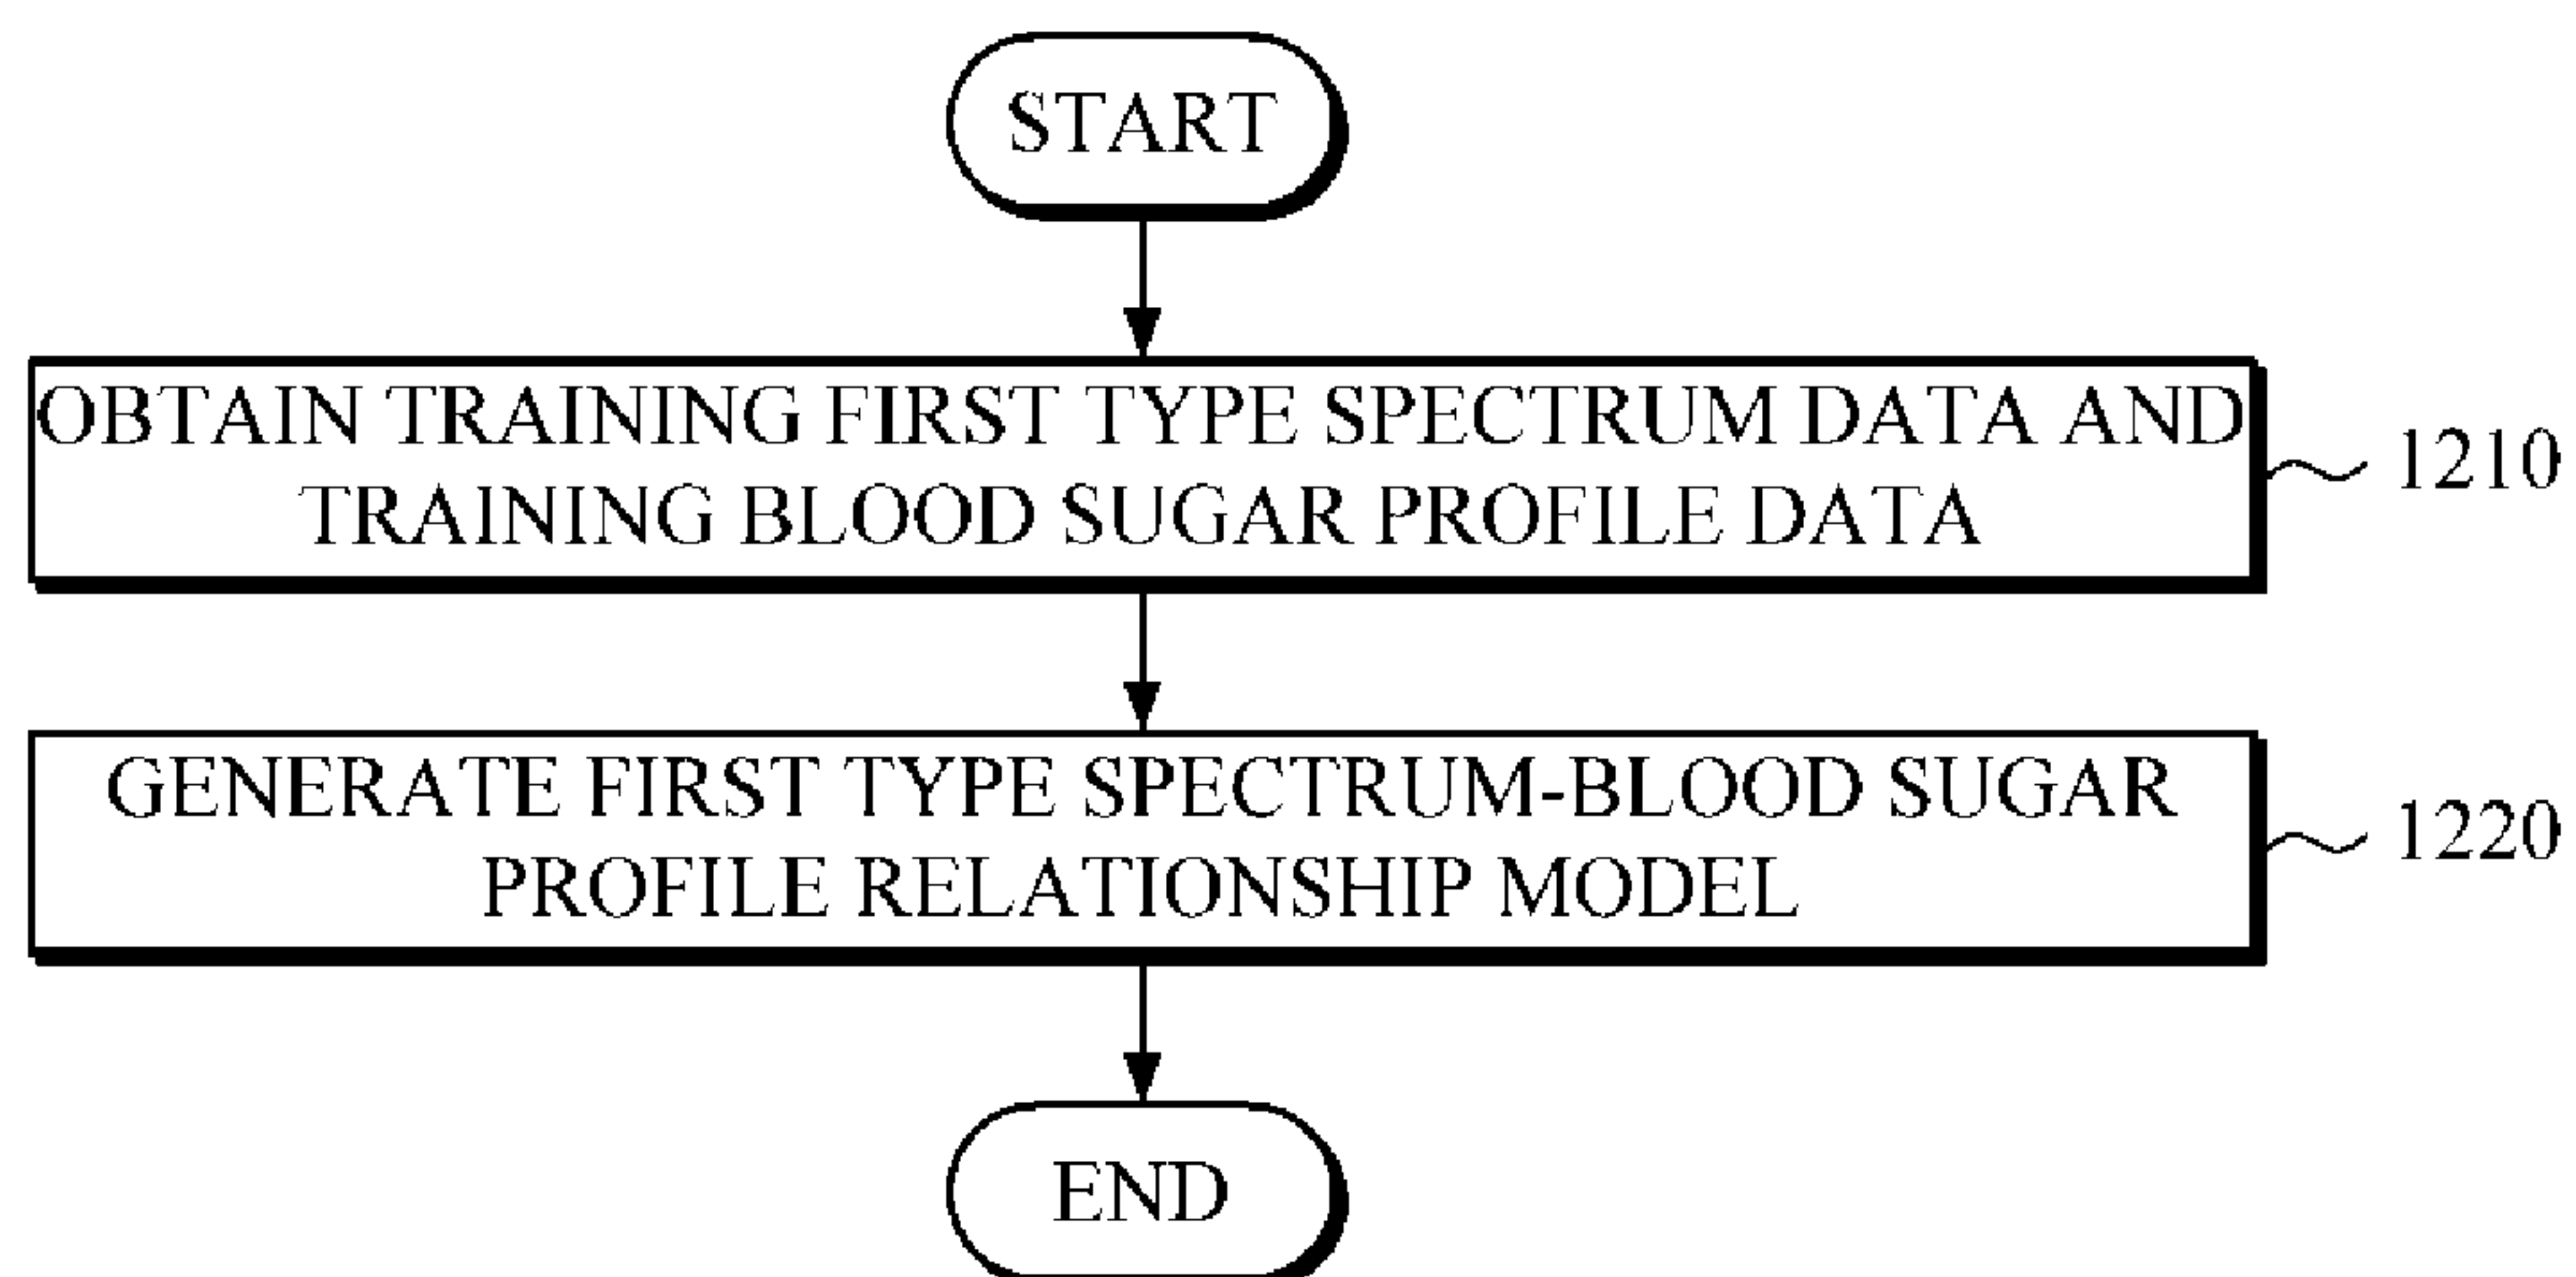 START
OBTAIN TRAINING FIRST TYPE SPECTRUM DATA AND
TRAINING BLOOD SUGAR PROFILE DATA
1210
GENERATE FIRST TYPE SPECTRUM-BLOOD SUGAR
PROFILE RELATIONSHIP MODEL
1220
END